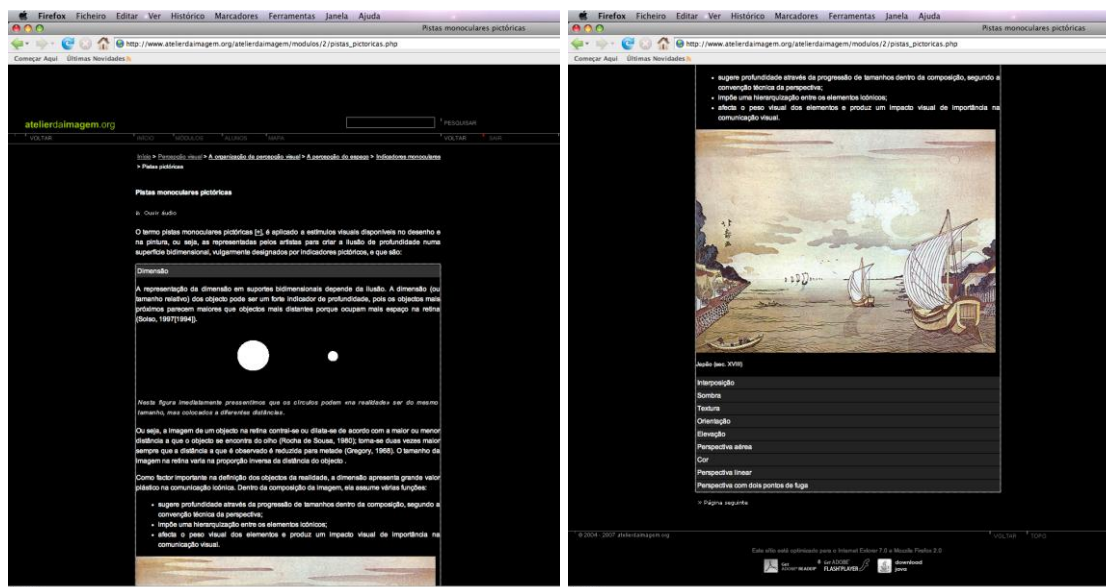 Firefox Ficheiro Editar Ver Histórico Marcadores Ferramentas Janela Ajuda
Pistas monoculares pictóricas
http://www.atelierdaimagem.org/atelierdaimagem/modulos/2/pistas_pictoricas.php
Começar Aqui Últimas Novidades
atelierdaimagem.org
PESQUISAR
VOLTAR INÍCIO MÓDULOS ALUNOS MAPA VOLTAR SAIR
Início > Percepção visual > A organização da percepção visual > A percepção do espaço > Indicadores monoculares
> Pistas pictóricas
Pistas monoculares pictóricas
Ouvir áudio
O termo pistas monoculares pictóricas [+], é aplicado a estímulos visuais disponíveis no desenho e
na pintura, ou seja, as representadas pelos artistas para criar a ilusão de profundidade numa
superfície bidimensional, vulgarmente designados por indicadores pictóricos, e que são:
Dimensão
A representação da dimensão em suportes bidimensionais depende da ilusão. A dimensão (ou
tamanho relativo) dos objecto pode ser um forte indicador de profundidade, pois os objectos mais
próximos parecem maiores que objectos mais distantes porque ocupam mais espaço na retina
(Solso, 1997[1994]).
Nesta figura imediatamente pressentimos que os círculos podem «na realidade» ser do mesmo
tamanho, mas colocados a diferentes distâncias.
Ou seja, a imagem de um objecto na retina contrai-se ou dilata-se de acordo com a maior ou menor
distância a que o objecto se encontra do olho (Rocha de Sousa, 1980); torna-se duas vezes maior
sempre que a distância a que é observado é reduzida para metade (Gregory, 1968). O tamanho da
imagem na retina varia na proporção inversa da distância do objecto .
Como factor importante na definição dos objectos da realidade, a dimensão apresenta grande valor
plástico na comunicação icónica. Dentro da composição da imagem, ela assume várias funções:
• sugere profundidade através da progressão de tamanhos dentro da composição, segundo a
convenção técnica da perspectiva;
• impõe uma hierarquização entre os elementos icónicos;
• afecta o peso visual dos elementos e produz um impacto visual de importância na
comunicação visual.
Firefox Ficheiro Editar Ver Histórico Marcadores Ferramentas Janela Ajuda
Pistas monoculares pictóricas
http://www.atelierdaimagem.org/atelierdaimagem/modulos/2/pistas_pictoricas.php
Começar Aqui Últimas Novidades
• sugere profundidade através da progressão de tamanhos dentro da composição, segundo a
convenção técnica da perspectiva;
• impõe uma hierarquização entre os elementos icónicos;
• afecta o peso visual dos elementos e produz um impacto visual de importância na
comunicação visual.
Japão (sec. XVIII)
Interposição
Sombra
Textura
Orientação
Elevação
Perspectiva aérea
Cor
Perspectiva linear
Perspectiva com dois pontos de fuga
» Página seguinte
© 2004 - 2007 atelierdaimagem.org VOLTAR TOPO
Este sítio está optimizado para o Internet Explorer 7.0 e Mozilla Firefox 2.0
Get ADOBE READER Get ADOBE FLASH PLAYER download java